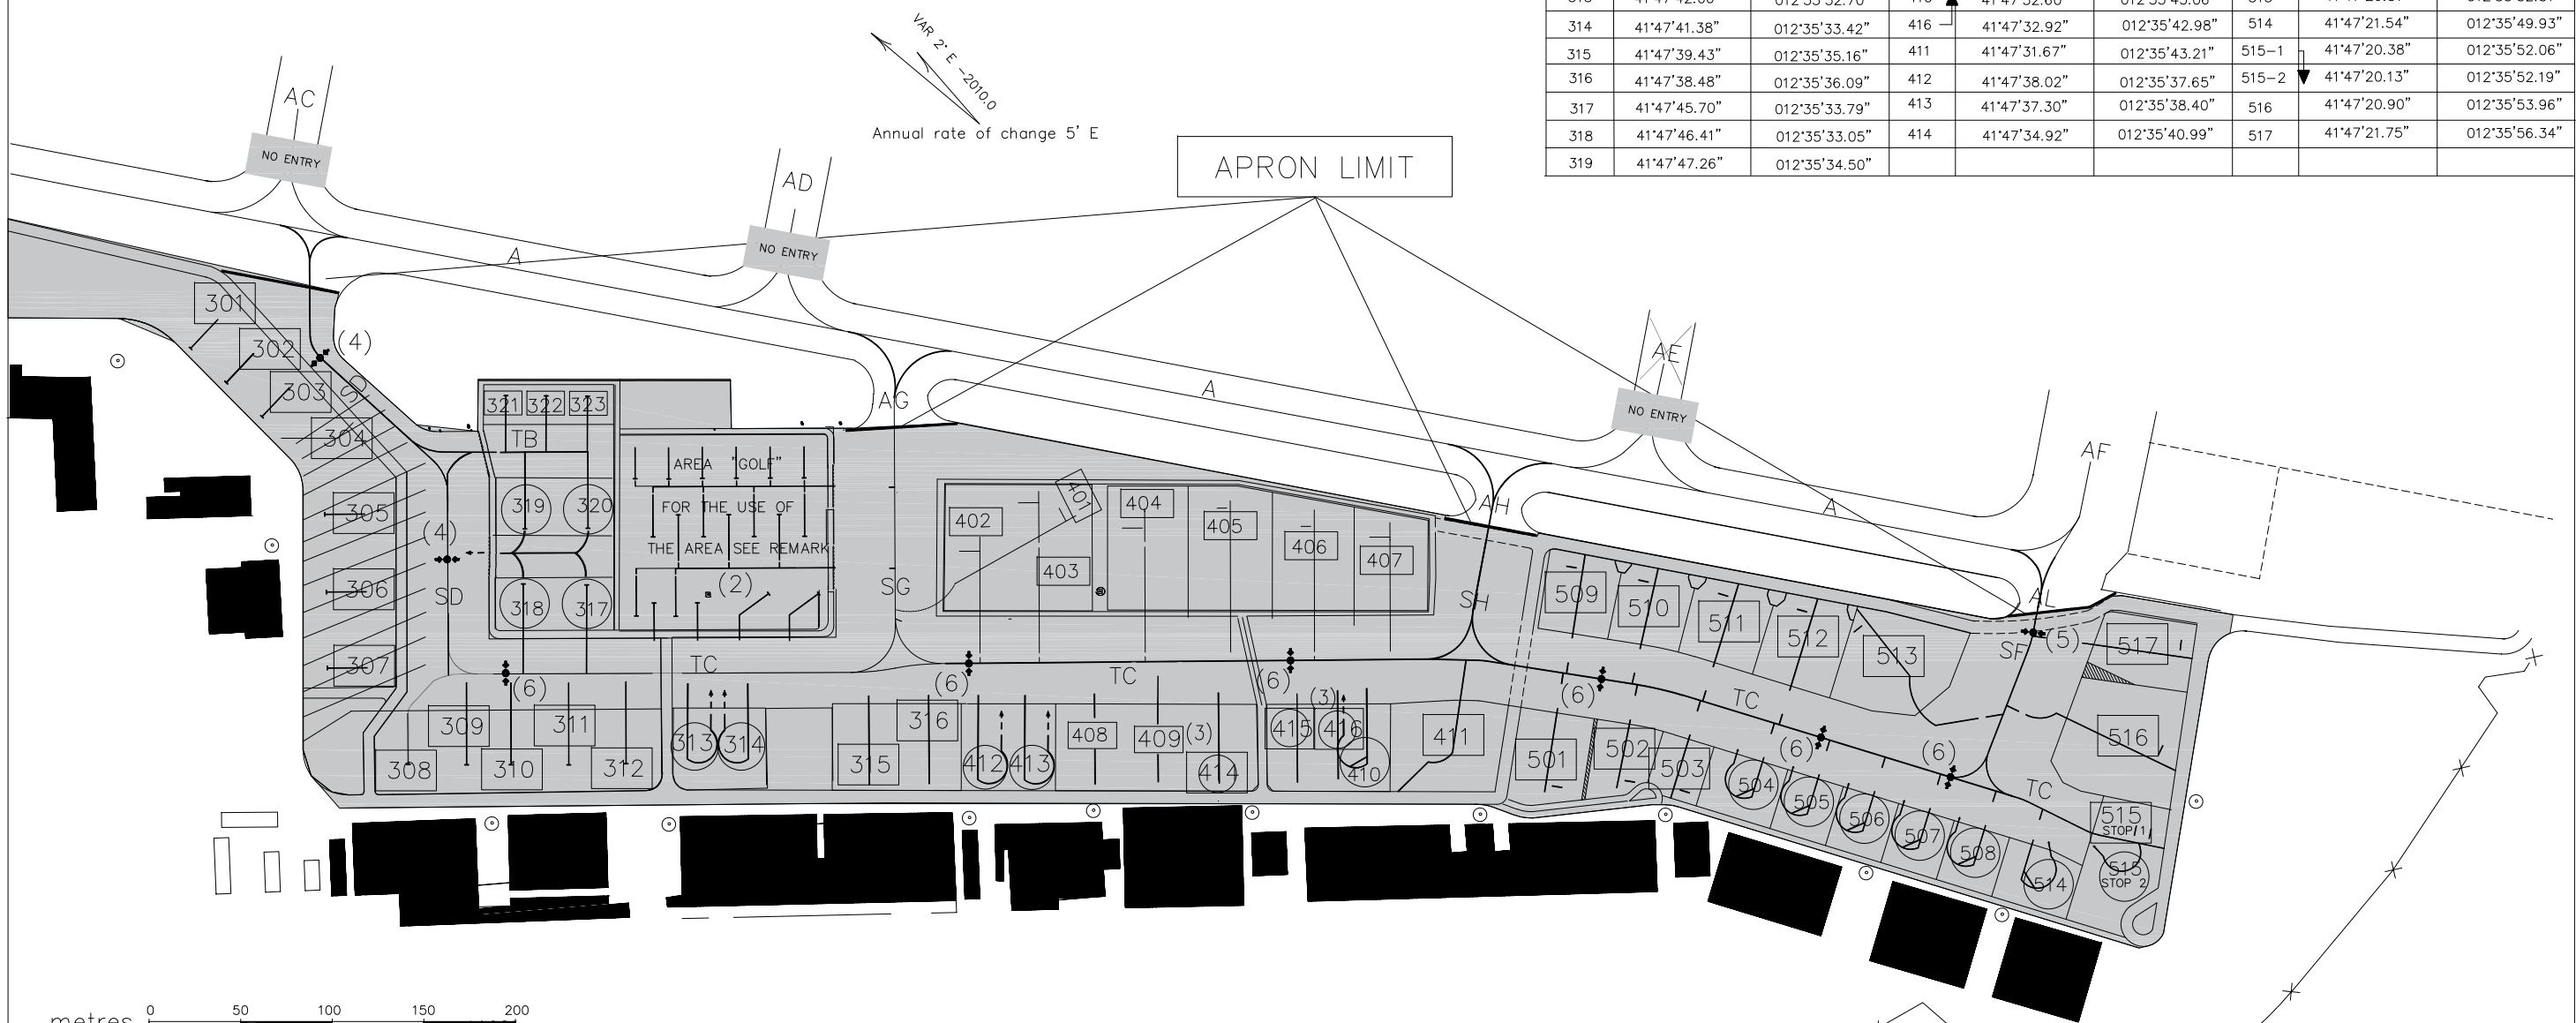 314 41°47'41.38" 012°35'33.42" 416 41°47'32.92" 012°35'42.98" 514 41°47'21.54" 012°35'49.93"
315 41°47'39.43" 012°35'35.16" 411 41°47'31.67" 012°35'43.21" 515-1 41°47'20.38" 012°35'52.06"
316 41°47'38.48" 012°35'36.09" 412 41°47'38.02" 012°35'37.65" 515-2 41°47'20.13" 012°35'52.19"
317 41°47'45.70" 012°35'33.79" 413 41°47'37.30" 012°35'38.40" 516 41°47'20.90" 012°35'53.96"
318 41°47'46.41" 012°35'33.05" 414 41°47'34.92" 012°35'40.99" 517 41°47'21.75" 012°35'56.34"
319 41°47'47.26" 012°35'34.50"
VAR 2° E -2010.0
Annual rate of change 5' E
APRON LIMIT
AC
NO ENTRY
AD
NO ENTRY
A
AE
NO ENTRY
A
AG
AH
A
AF
AL
301
302
(4)
303
SD
304
305
(4)
306
SD
307
321 322 323
TB
319 320
318 317
AREA "GOLF"
FOR THE USE OF
THE AREA SEE REMARK
(2)
SG
402
401
403
404
405
406
407
SH
509
510
511
512
513
SF
(5)
517
516
TC
(6)
(6)
TC
(6)
(6)
TC
(6)
(6)
TC
308
309
310
311
312
313 314
315
316
412 413
408
409 (3)
414
415
(3)
416
410
411
501
502
503
504
505
506
507
508
514
515
STOP 1
515
STOP 2
metres 0 50 100 150 200